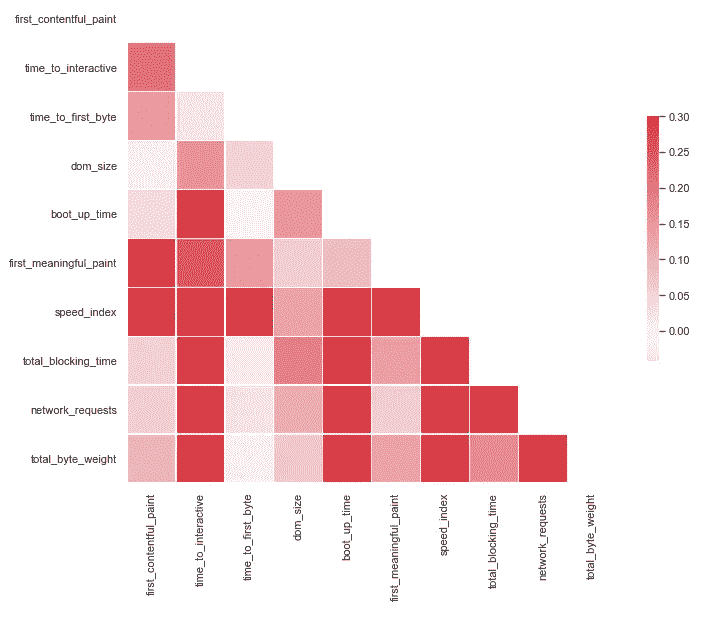 first_contentful_paint
time_to_interactive
time_to_first_byte
dom_size
boot_up_time
first_meaningful_paint
speed_index
total_blocking_time
network_requests
total_byte_weight
0.30
0.25
0.20
0.15
0.10
0.05
0.00
first_contentful_paint
time_to_interactive
time_to_first_byte
dom_size
boot_up_time
first_meaningful_paint
speed_index
total_blocking_time
network_requests
total_byte_weight